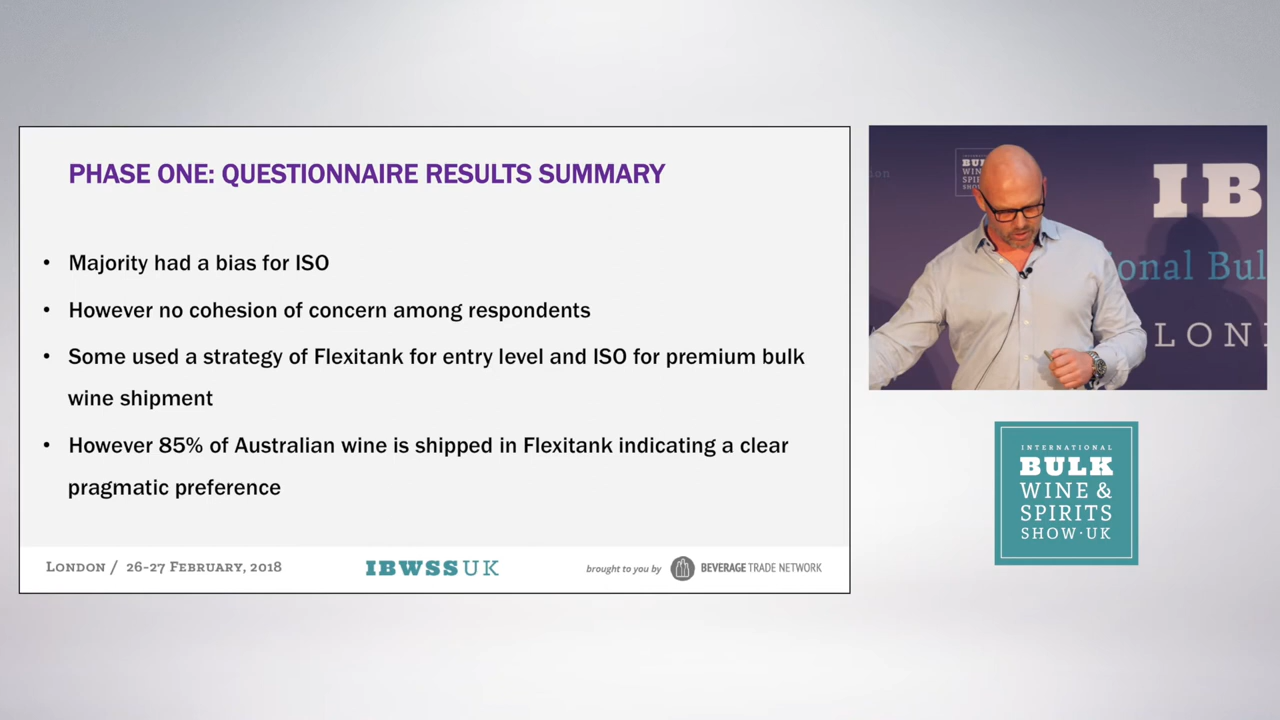 PHASE ONE: QUESTIONNAIRE RESULTS SUMMARY
• Majority had a bias for ISO
• However no cohesion of concern among respondents
• Some used a strategy of Flexitank for entry level and ISO for premium bulk
wine shipment
• However 85% of Australian wine is shipped in Flexitank indicating a clear
pragmatic preference
LONDON / 26-27 FEBRUARY, 2018
IBWSS UK
brought to you by BEVERAGE TRADE NETWORK
IB
onal Bul
LON
INTERNATIONAL
BULK
WINE &
SPIRITS
SHOW·UK